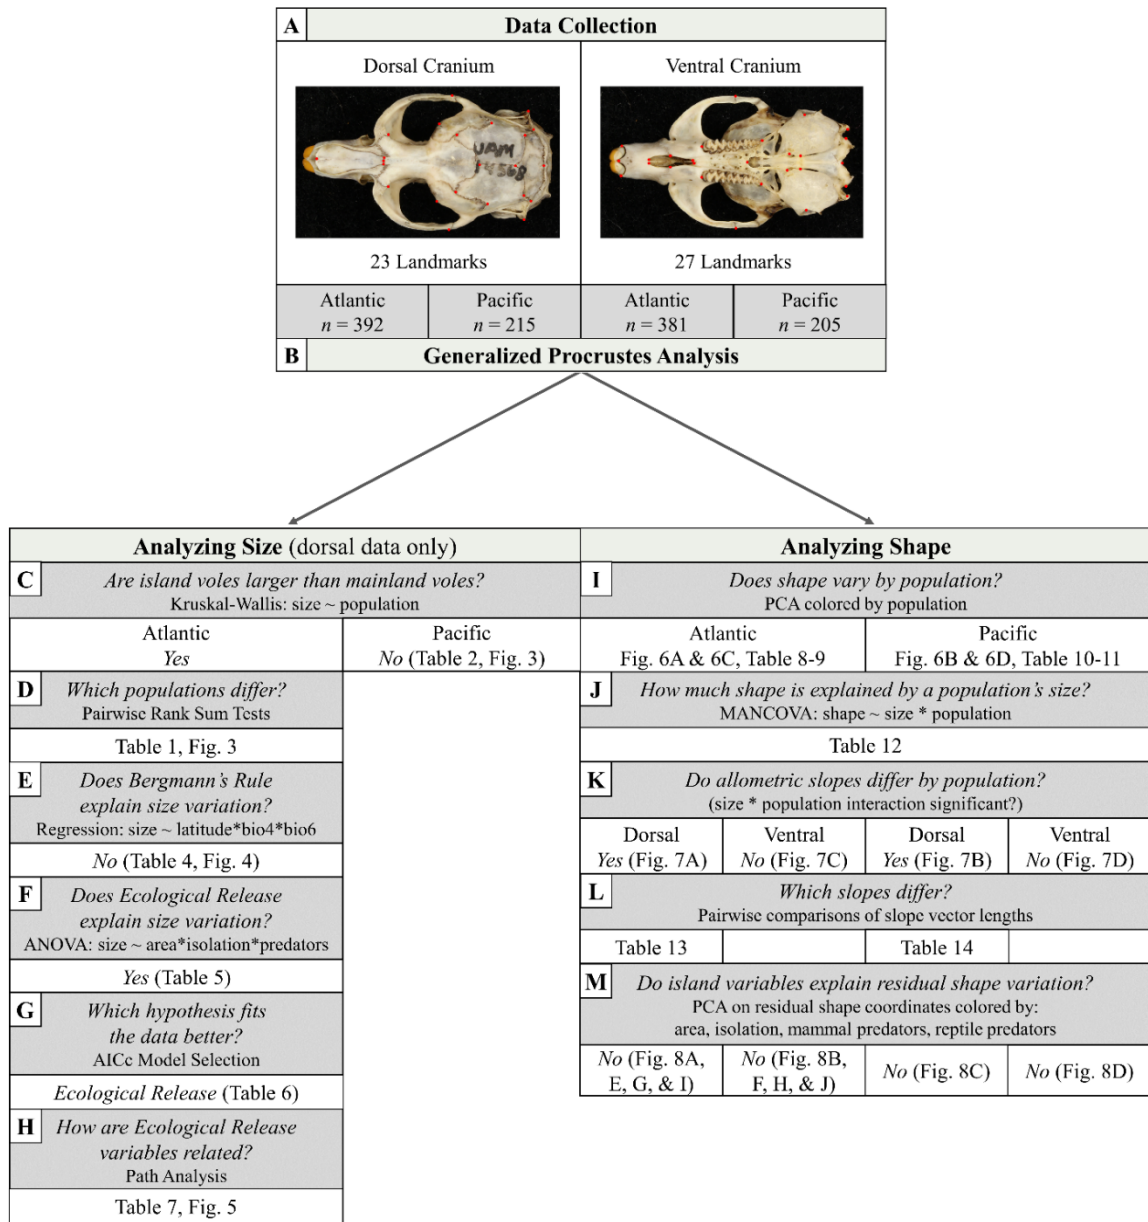 A
Data Collection
Dorsal Cranium
Ventral Cranium
UAM
14568
23 Landmarks
27 Landmarks
Atlantic
n = 392
Pacific
n = 215
Atlantic
n = 381
Pacific
n = 205
B
Generalized Procrustes Analysis
Analyzing Size (dorsal data only)
C
Are island voles larger than mainland voles?
Kruskal-Wallis: size ~ population
Atlantic
Yes
Pacific
No (Table 2, Fig. 3)
D
Which populations differ?
Pairwise Rank Sum Tests
Table 1, Fig. 3
E
Does Bergmann’s Rule
explain size variation?
Regression: size ~ latitude*bio4*bio6
No (Table 4, Fig. 4)
F
Does Ecological Release
explain size variation?
ANOVA: size ~ area*isolation*predators
Yes (Table 5)
G
Which hypothesis fits
the data better?
AICc Model Selection
Ecological Release (Table 6)
H
How are Ecological Release
variables related?
Path Analysis
Table 7, Fig. 5
Analyzing Shape
I
Does shape vary by population?
PCA colored by population
Atlantic
Fig. 6A & 6C, Table 8-9
Pacific
Fig. 6B & 6D, Table 10-11
J
How much shape is explained by a population’s size?
MANCOVA: shape ~ size * population
Table 12
K
Do allometric slopes differ by population?
(size * population interaction significant?)
Dorsal
Yes (Fig. 7A)
Ventral
No (Fig. 7C)
Dorsal
Yes (Fig. 7B)
Ventral
No (Fig. 7D)
L
Which slopes differ?
Pairwise comparisons of slope vector lengths
Table 13
Table 14
M
Do island variables explain residual shape variation?
PCA on residual shape coordinates colored by:
area, isolation, mammal predators, reptile predators
No (Fig. 8A,
E, G, & I)
No (Fig. 8B,
F, H, & J)
No (Fig. 8C)
No (Fig. 8D)